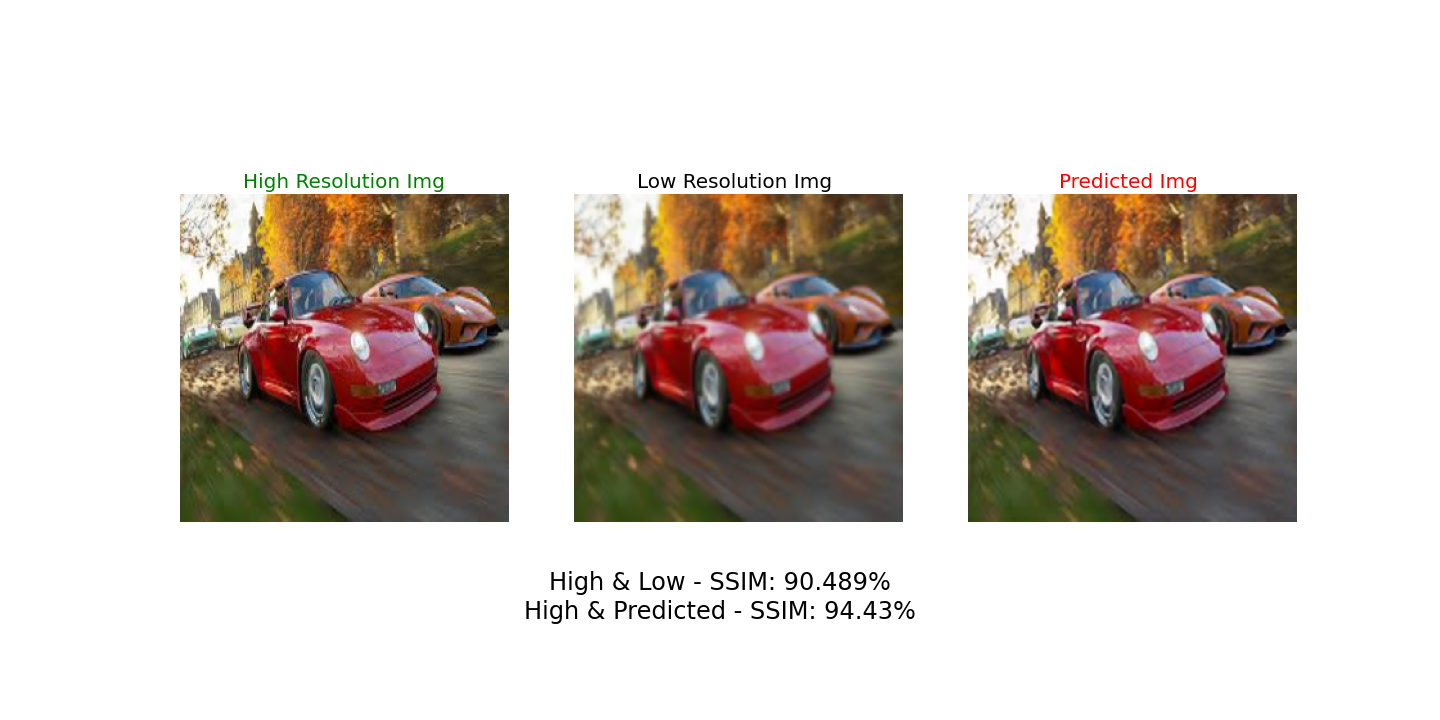 High Resolution Img
Low Resolution Img
Predicted Img
High & Low - SSIM: 90.489%
High & Predicted - SSIM: 94.43%